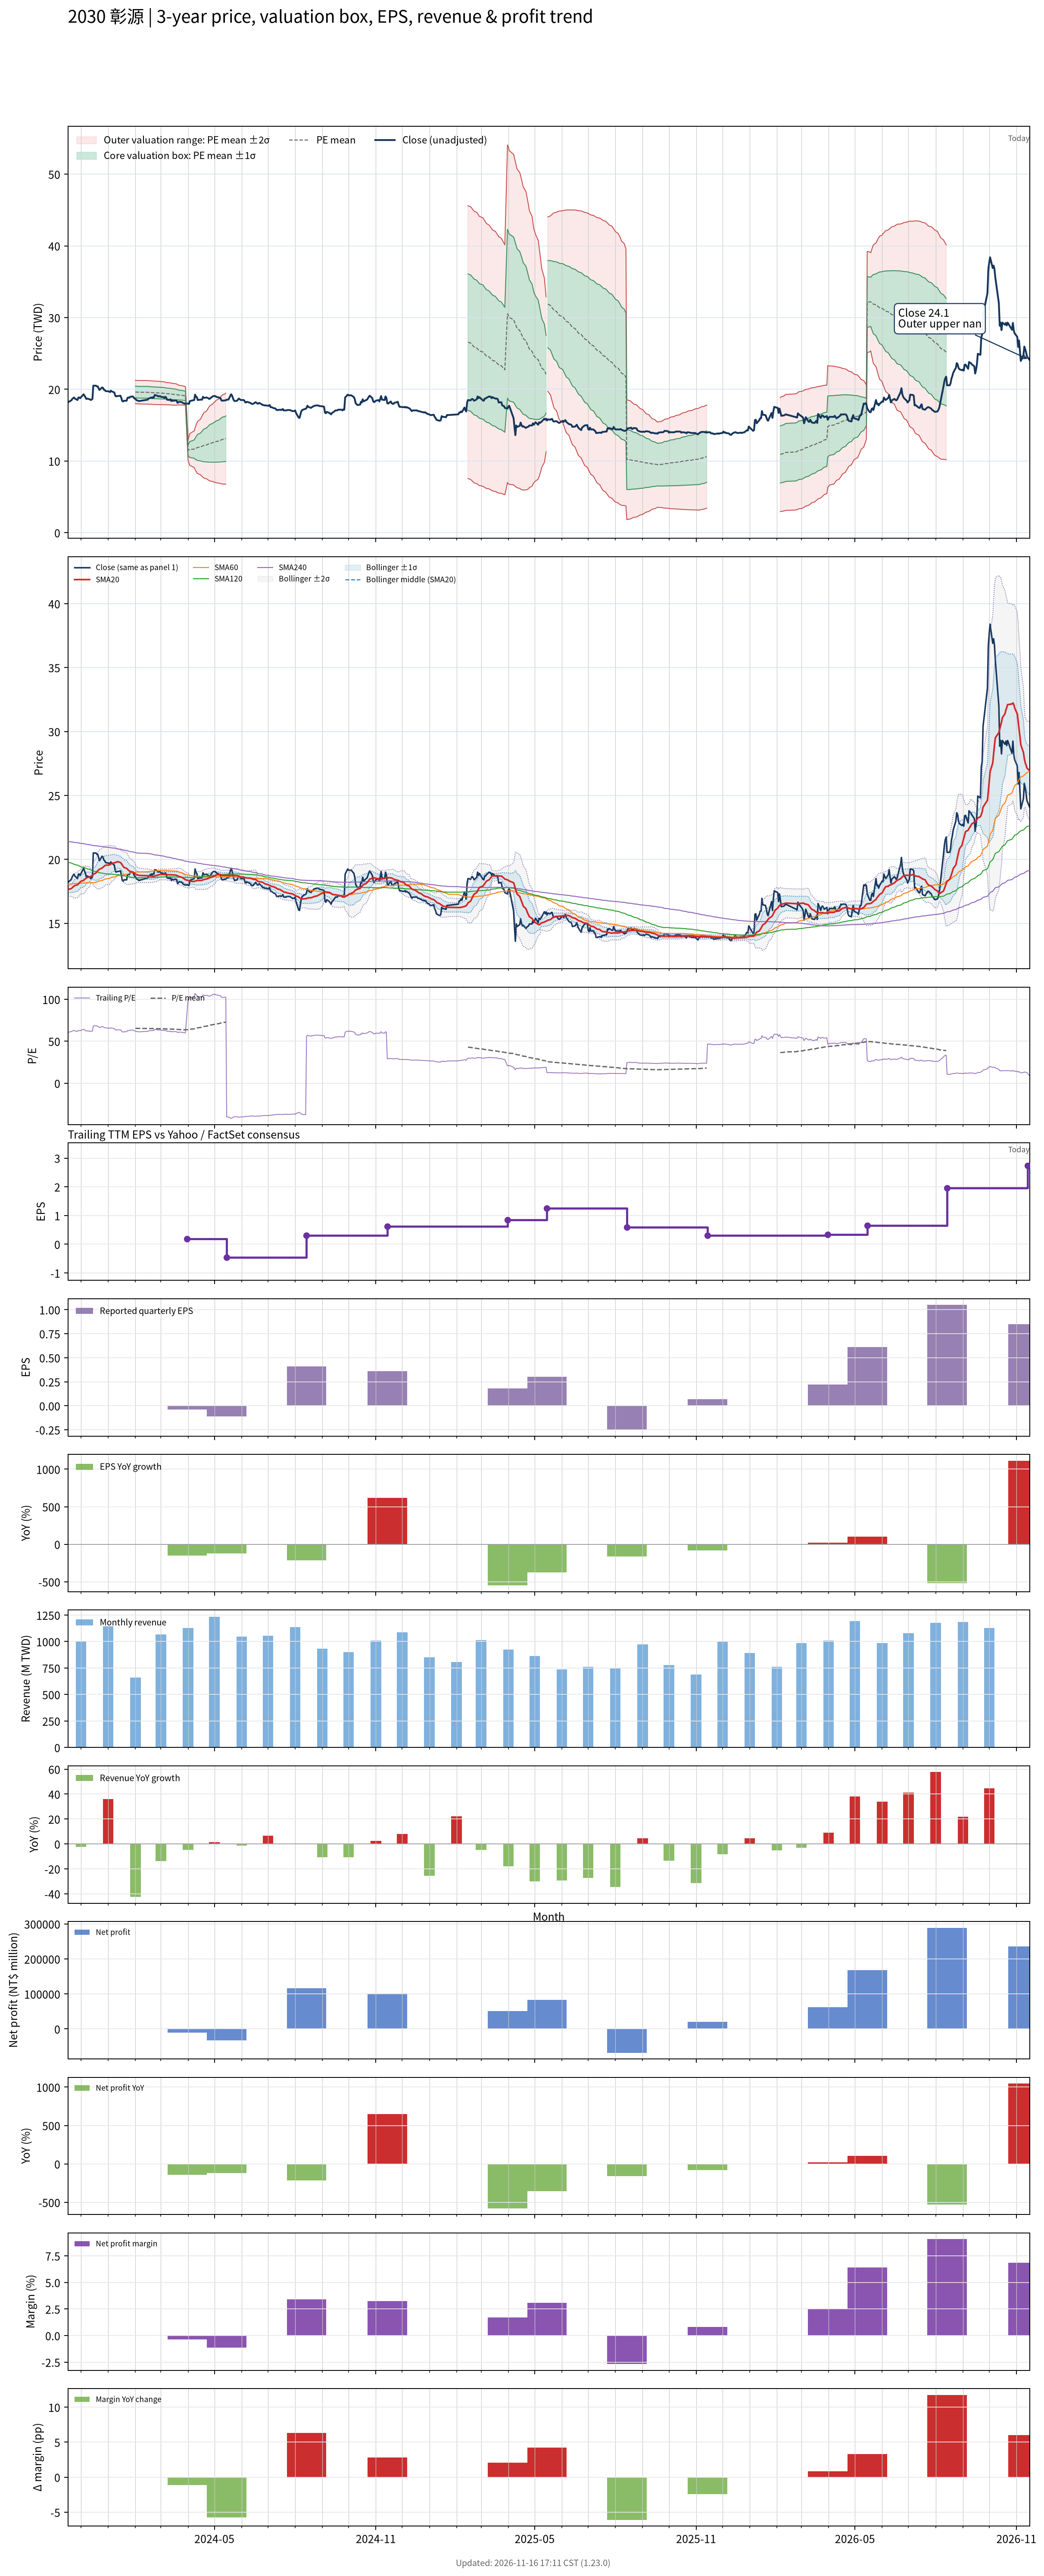 2030 彰源 | 3-year price, valuation box, EPS, revenue & profit trend
Outer valuation range: PE mean ±2σ
Core valuation box: PE mean ±1σ
PE mean
Close (unadjusted)
Today
Close 24.1
Outer upper nan
Price (TWD)
50
40
30
20
10
0
Close (same as panel 1)
SMA20
SMA60
SMA120
SMA240
Bollinger ±2σ
Bollinger ±1σ
Bollinger middle (SMA20)
Price
40
35
30
25
20
15
Trailing P/E
P/E mean
P/E
100
50
0
Trailing TTM EPS vs Yahoo / FactSet consensus
Today
EPS
3
2
1
0
-1
Reported quarterly EPS
EPS
1.00
0.75
0.50
0.25
0.00
-0.25
EPS YoY growth
YoY (%)
1000
500
0
-500
Monthly revenue
Revenue (M TWD)
1250
1000
750
500
250
0
Revenue YoY growth
YoY (%)
60
40
20
0
-20
-40
Month
Net profit
Net profit (NT$ million)
300000
200000
100000
0
Net profit YoY
YoY (%)
1000
500
0
-500
Net profit margin
Margin (%)
7.5
5.0
2.5
0.0
-2.5
Margin YoY change
Δ margin (pp)
10
5
0
-5
2024-05
2024-11
2025-05
2025-11
2026-05
2026-11
Updated: 2026-11-16 17:11 CST (1.23.0)